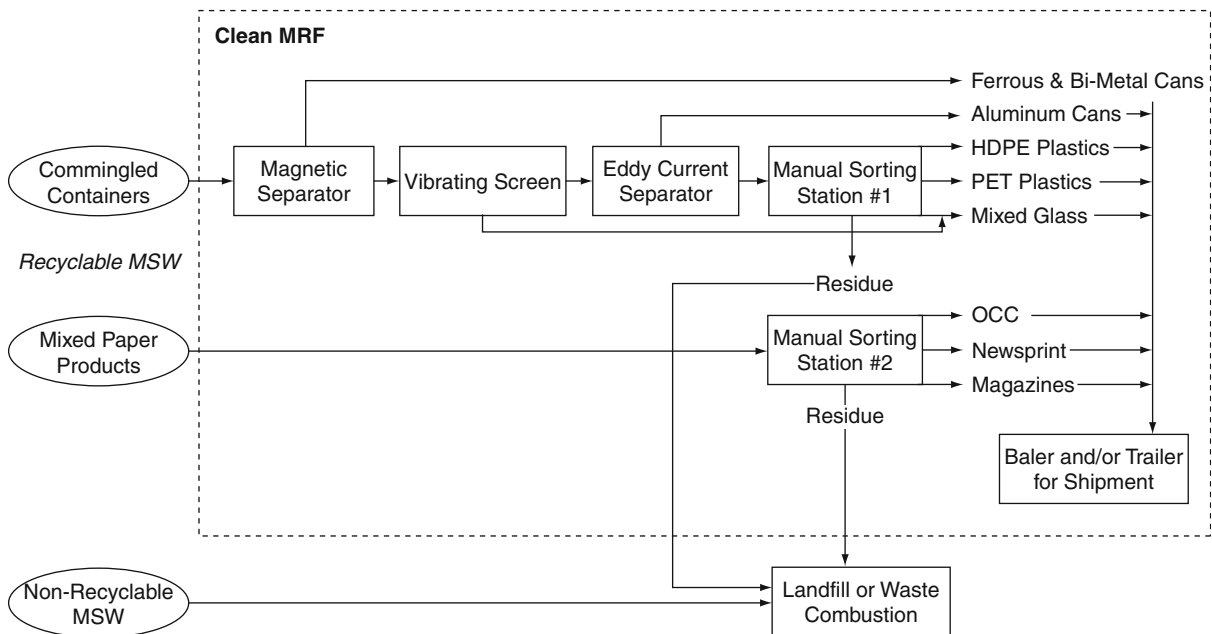 Clean MRF
Ferrous & Bi-Metal Cans
Aluminum Cans
Commingled
Containers
Magnetic
Separator
Vibrating Screen
Eddy Current
Separator
Manual Sorting
Station #1
HDPE Plastics
PET Plastics
Mixed Glass
Recyclable MSW
Residue
Mixed Paper
Products
Manual Sorting
Station #2
OCC
Newsprint
Magazines
Residue
Baler and/or Trailer
for Shipment
Non-Recyclable
MSW
Landfill or Waste
Combustion